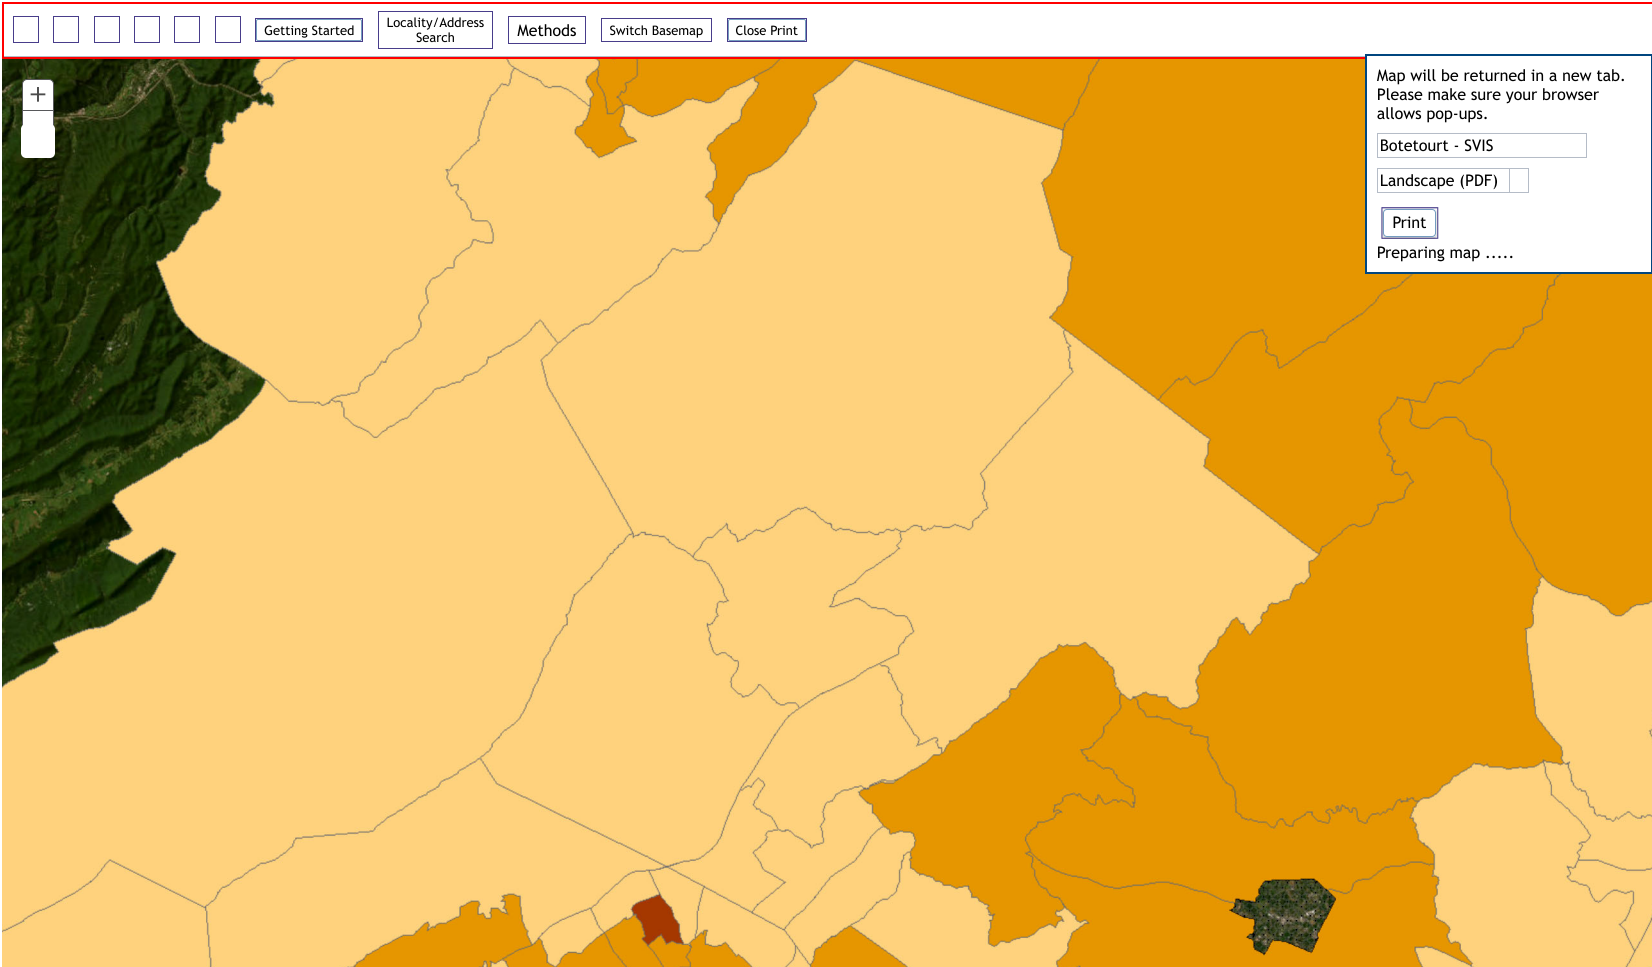 Getting Started
Locality/Address
Search
Methods
Switch Basemap
Close Print
+
Map will be returned in a new tab.
Please make sure your browser
allows pop-ups.
Botetourt - SVIS
Landscape (PDF)
Print
Preparing map .....